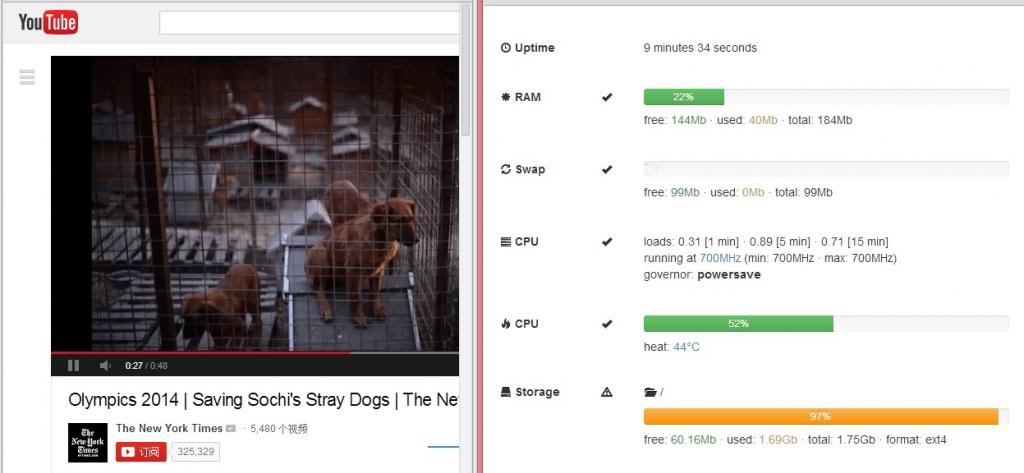 YouTube
0:27 / 0:48
Olympics 2014 | Saving Sochi's Stray Dogs | The Ne
The New York Times
The New York Times · 5,480 个视频
订阅 325,329
Uptime 9 minutes 34 seconds
RAM 22%
free: 144Mb · used: 40Mb · total: 184Mb
Swap
free: 99Mb · used: 0Mb · total: 99Mb
CPU loads: 0.31 [1 min] · 0.89 [5 min] · 0.71 [15 min]
running at 700MHz (min: 700MHz · max: 700MHz)
governor: powersave
CPU 52%
heat: 44°C
Storage /
97%
free: 60.16Mb · used: 1.69Gb · total: 1.75Gb · format: ext4